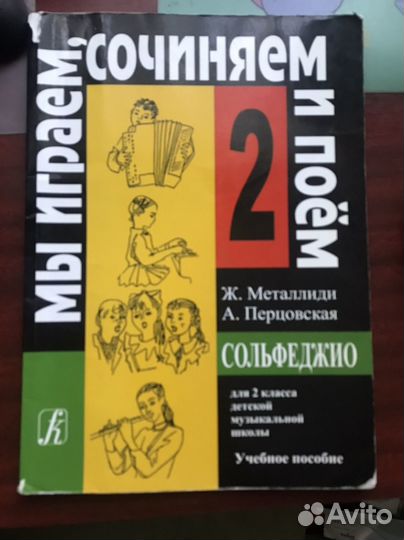 мы играем,
сочиняем
и поём
2
Ж. Металлиди
А. Перцовская
СОЛЬФЕДЖИО
для 2 класса
детской
музыкальной
школы
Учебное пособие
Avito